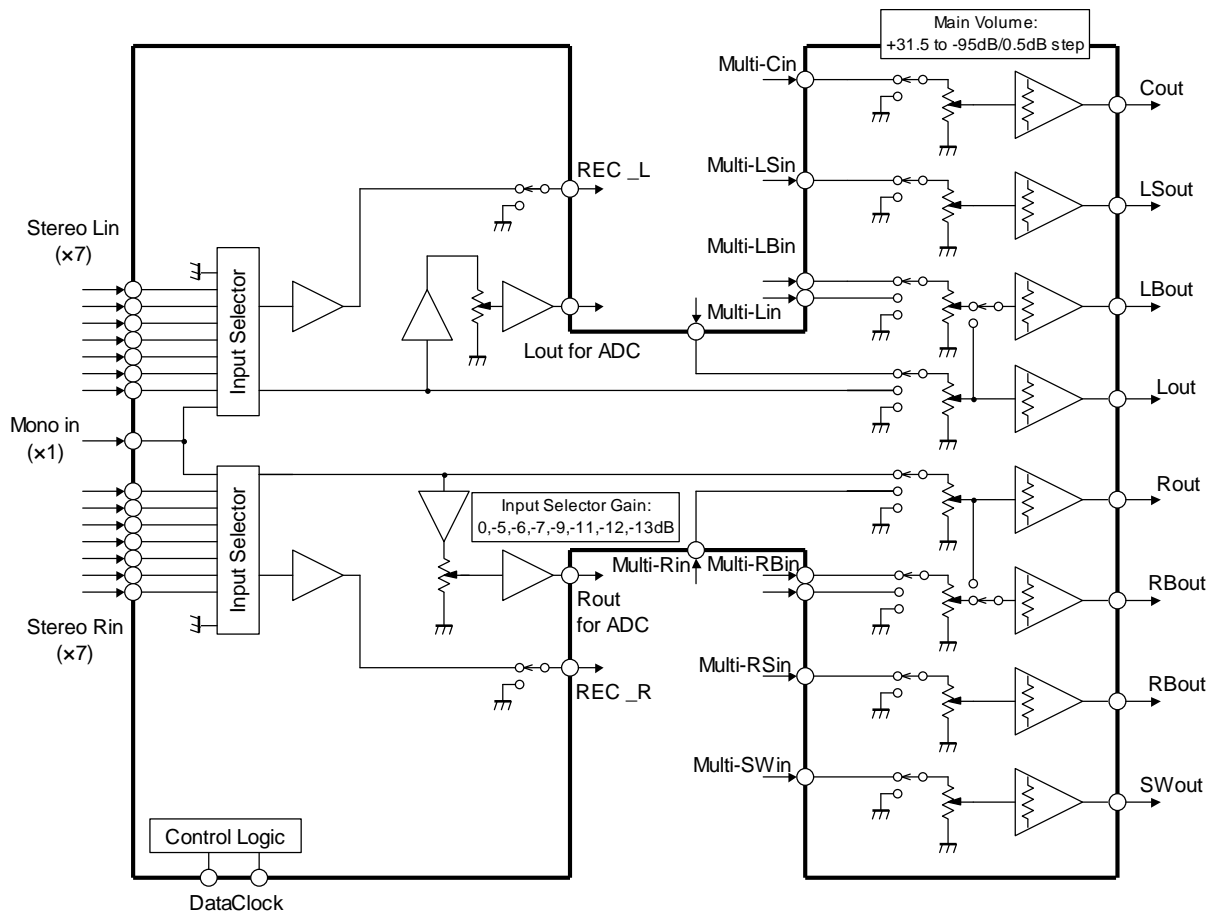 Main Volume:
+31.5 to -95dB/0.5dB step
Multi-Cin
Cout
REC _L
Multi-LSin
LSout
Stereo Lin
(×7)
Input Selector
Multi-LBin
LBout
Multi-Lin
Lout for ADC
Lout
Mono in
(×1)
Input Selector
Input Selector Gain:
0,-5,-6,-7,-9,-11,-12,-13dB
Rout
Multi-Rin
Multi-RBin
Rout
for ADC
RBout
Stereo Rin
(×7)
REC _R
Multi-RSin
RBout
Multi-SWin
SWout
Control Logic
DataClock